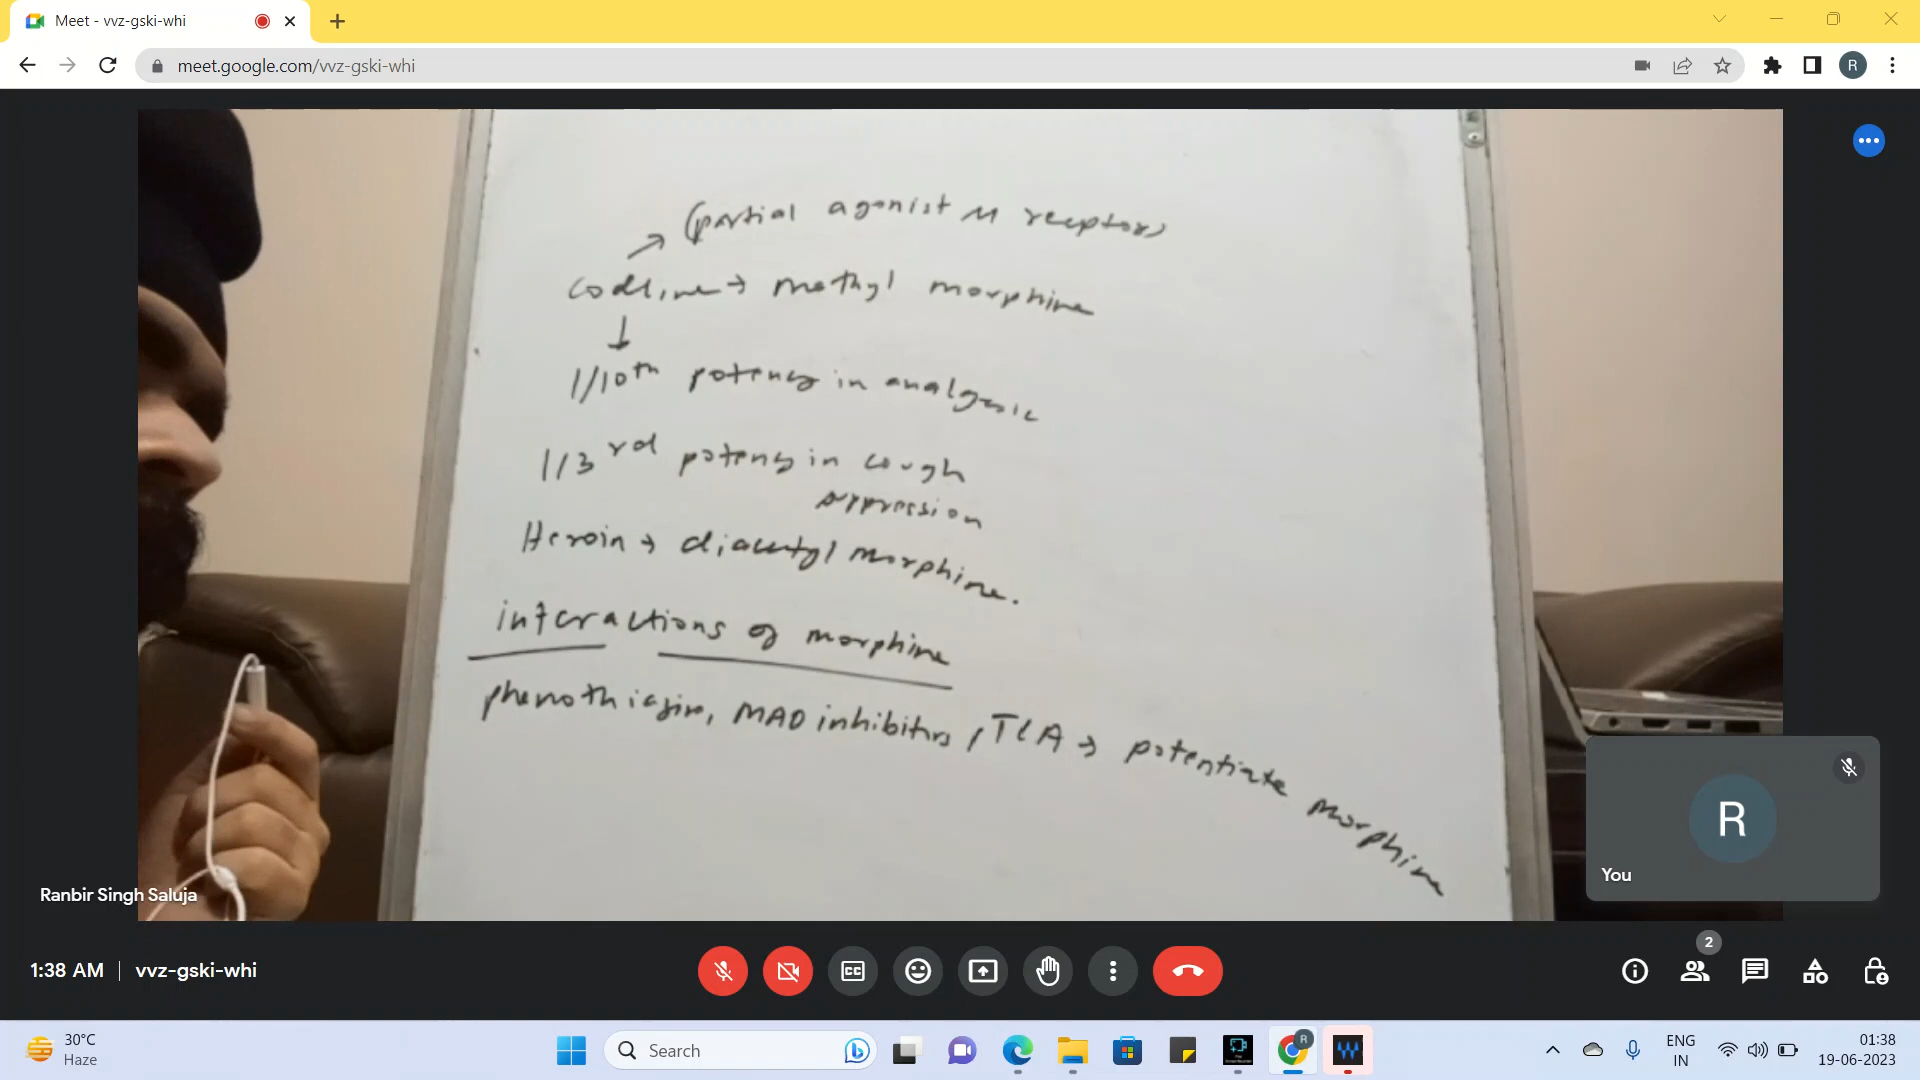 Meet - vvz-gski-whi
meet.google.com/vvz-gski-whi
R
(partial agonist M receptors
codeine → methyl morphine
1/10th potency in analgesic
1/3rd potency in cough
suppression
Heroin → diacetyl morphine.
interactions of morphine
phenothiazine, MAO inhibitors, TCA → potentiate morphine
R
You
Ranbir Singh Saluja
1:38 AM | vvz-gski-whi
CC
2
30°C
Haze
Search
R
ENG
IN
01:38
19-06-2023